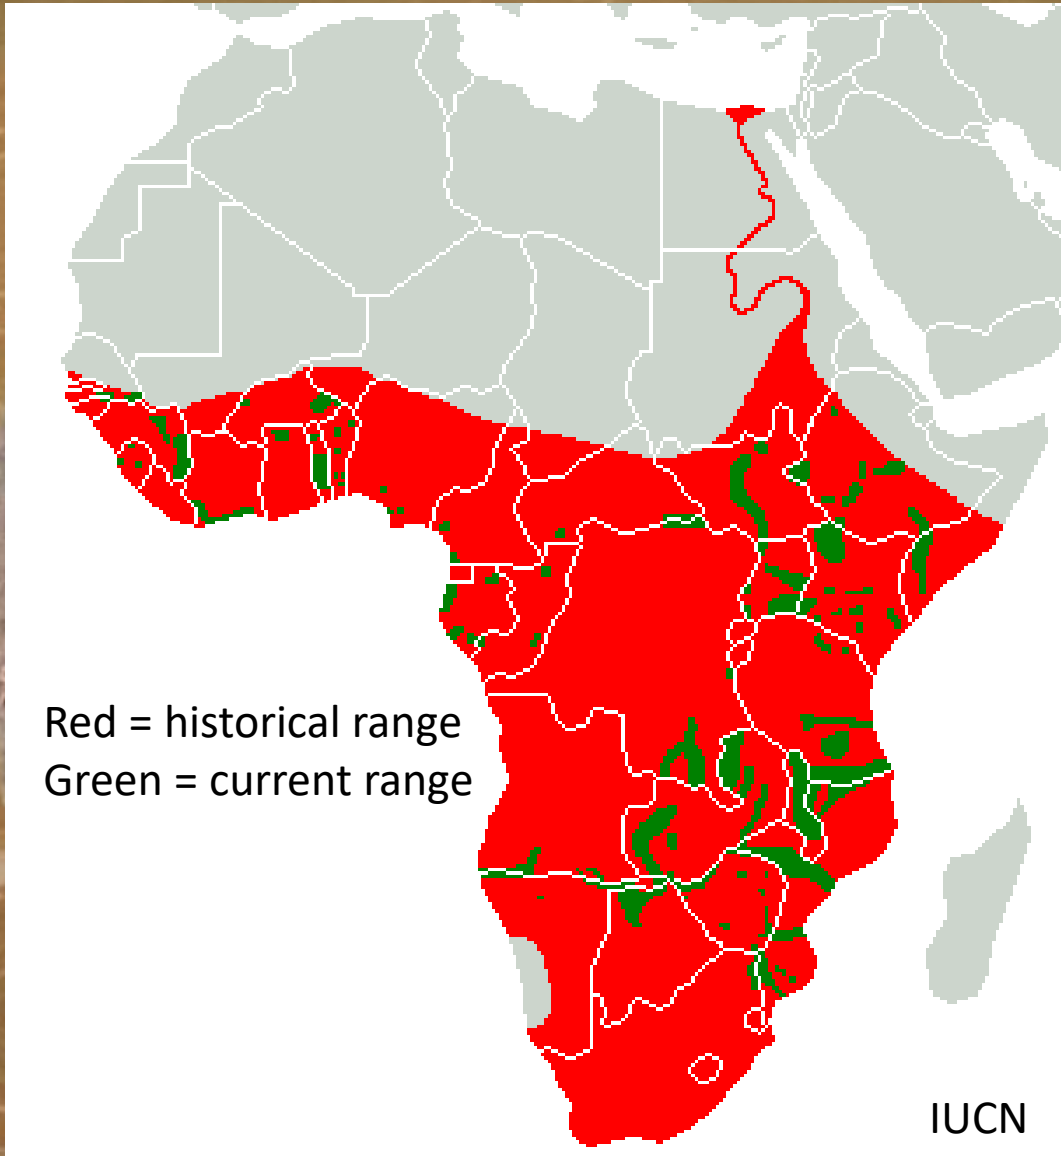 Red = historical range
Green = current range
IUCN